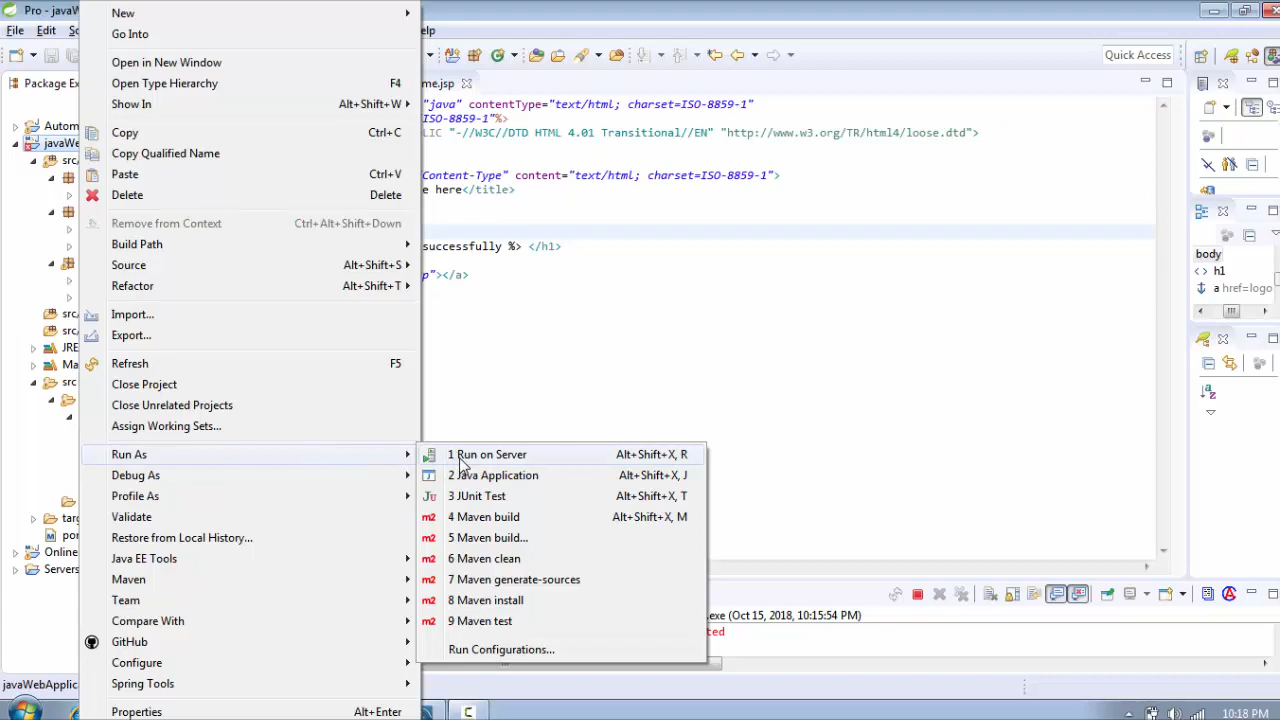 Pro - javaW
File Edit S
elp
Quick Access
Package Ex
me.jsp
Autom
javaWe
src/
src/
src/
JRE
Ma
src
targ
por
Online
Servers
New
Go Into
Open in New Window
Open Type Hierarchy F4
Show In Alt+Shift+W
Copy Ctrl+C
Copy Qualified Name
Paste Ctrl+V
Delete Delete
Remove from Context Ctrl+Alt+Shift+Down
Build Path
Source Alt+Shift+S
Refactor Alt+Shift+T
Import...
Export...
Refresh F5
Close Project
Close Unrelated Projects
Assign Working Sets...
Run As
Debug As
Profile As
Validate
Restore from Local History...
Java EE Tools
Maven
Team
Compare With
GitHub
Configure
Spring Tools
Properties Alt+Enter
1 Run on Server Alt+Shift+X, R
2 Java Application Alt+Shift+X, J
3 JUnit Test Alt+Shift+X, T
4 Maven build Alt+Shift+X, M
5 Maven build...
6 Maven clean
7 Maven generate-sources
8 Maven install
9 Maven test
Run Configurations...
"java" contentType="text/html; charset=ISO-8859-1"
ISO-8859-1"%>
LIC "-//W3C//DTD HTML 4.01 Transitional//EN" "http://www.w3.org/TR/html4/loose.dtd">
Content-Type" content="text/html; charset=ISO-8859-1">
e here</title>
successfully %> </h1>
p"></a>
body
h1
a href=logo
.exe (Oct 15, 2018, 10:15:54 PM)
ted
javaWebApplic
10:18 PM